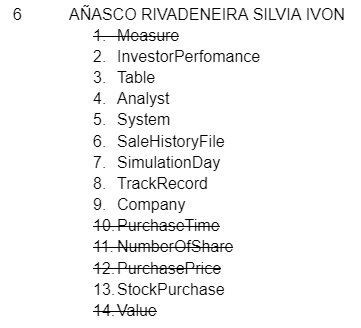 6 AÑASCO RIVADENEIRA SILVIA IVON
1. Measure
2. InvestorPerfomance
3. Table
4. Analyst
5. System
6. SaleHistoryFile
7. SimulationDay
8. TrackRecord
9. Company
10. PurchaseTime
11. NumberOfShare
12. PurchasePrice
13. StockPurchase
14. Value